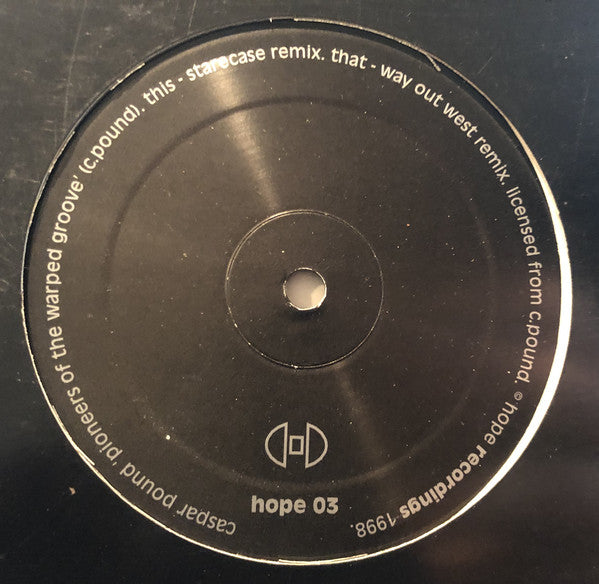 caspar pound 'pioneers of the warped groove' (c.pound). this - starecase remix. that - way out west remix. licensed from c.pound. ©hope recordings 1998.
hope 03